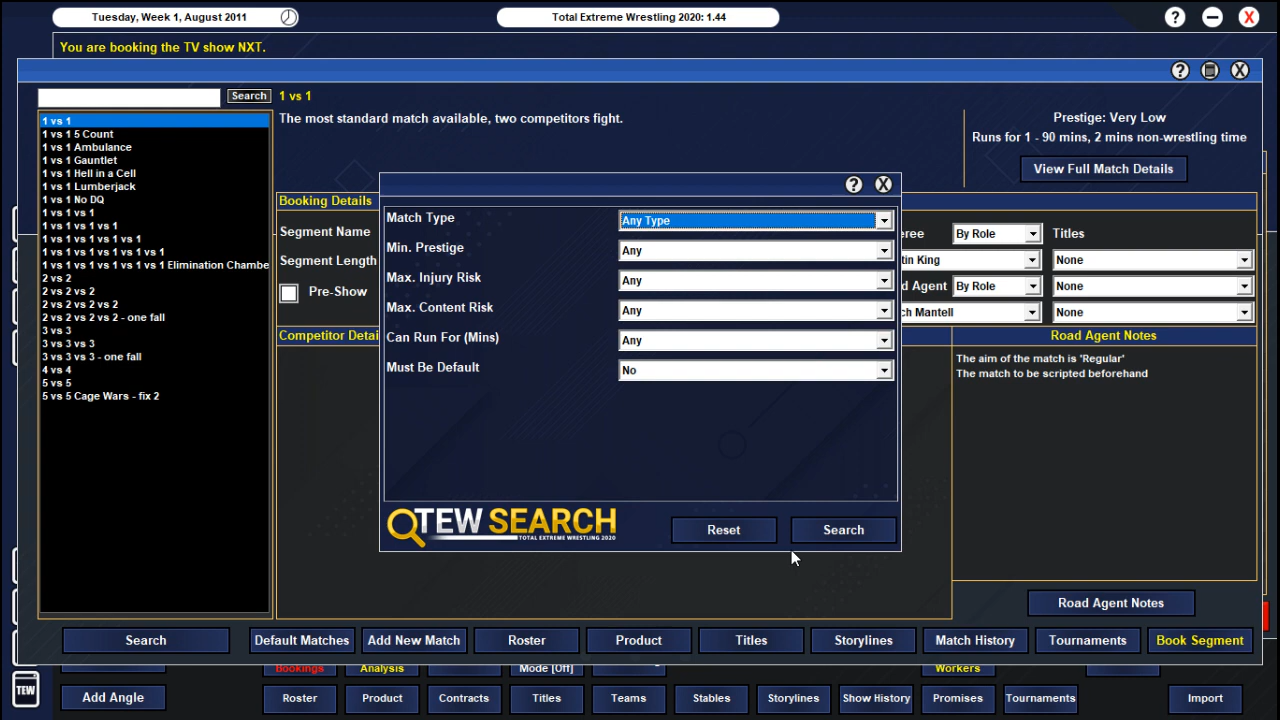 Tuesday, Week 1, August 2011
Total Extreme Wrestling 2020: 1.44
?
X
You are booking the TV show NXT.
?
X
Search
1 vs 1
The most standard match available, two competitors fight.
Prestige: Very Low
Runs for 1 - 90 mins, 2 mins non-wrestling time
View Full Match Details
1 vs 1
1 vs 1 5 Count
1 vs 1 Ambulance
1 vs 1 Gauntlet
1 vs 1 Hell in a Cell
1 vs 1 Lumberjack
1 vs 1 No DQ
1 vs 1 vs 1
1 vs 1 vs 1 vs 1
1 vs 1 vs 1 vs 1 vs 1
1 vs 1 vs 1 vs 1 vs 1 vs 1
1 vs 1 vs 1 vs 1 vs 1 vs 1 Elimination Chambe
2 vs 2
2 vs 2 vs 2
2 vs 2 vs 2 vs 2
2 vs 2 vs 2 vs 2 - one fall
3 vs 3
3 vs 3 vs 3
3 vs 3 vs 3 - one fall
4 vs 4
5 vs 5
5 vs 5 Cage Wars - fix 2
Booking Details
Segment Name
Segment Length
Pre-Show
Competitor Detai
?
X
Match Type
Any Type
Min. Prestige
Any
Max. Injury Risk
Any
Max. Content Risk
Any
Can Run For (Mins)
Any
Must Be Default
No
TEW SEARCH
TOTAL EXTREME WRESTLING 2020
Reset
Search
eree
By Role
Titles
tin King
None
d Agent
By Role
None
ch Mantell
None
Road Agent Notes
The aim of the match is 'Regular'
The match to be scripted beforehand
Road Agent Notes
Search
Default Matches
Add New Match
Roster
Product
Titles
Storylines
Match History
Tournaments
Book Segment
Bookings
Analysis
Mode [Off]
Workers
TEW
Add Angle
Roster
Product
Contracts
Titles
Teams
Stables
Storylines
Show History
Promises
Tournaments
Import